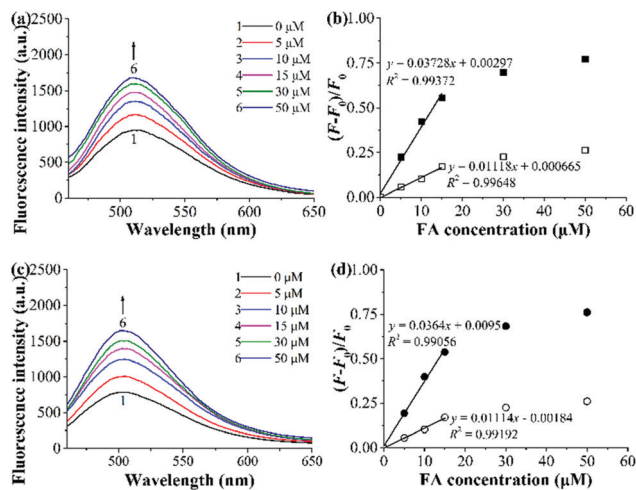 (a)
Fluorescence intensity (a.u.)
2500
2000
1500
1000
500
0
1 0 µM
2 5 µM
3 10 µM
4 15 µM
5 30 µM
6 50 µM
6
1
500 550 600 650
Wavelength (nm)
(b)
(F-F0)/F0
1.00
0.75
0.50
0.25
0.00
y − 0.03728x + 0.00297
R² − 0.99372
y − 0.01118x + 0.000665
R² − 0.99648
0 10 20 30 40 50 60
FA concentration (µM)
(c)
Fluorescence intensity (a.u.)
2500
2000
1500
1000
500
0
1 0 µM
2 5 µM
3 10 µM
4 15 µM
5 30 µM
6 50 µM
6
1
500 550 600 650
Wavelength (nm)
(d)
(F-F0)/F0
1.00
0.75
0.50
0.25
0.00
y = 0.0364x + 0.0095
R² = 0.99056
y = 0.01114x − 0.00184
R² = 0.99192
0 10 20 30 40 50 60
FA concentration (µM)